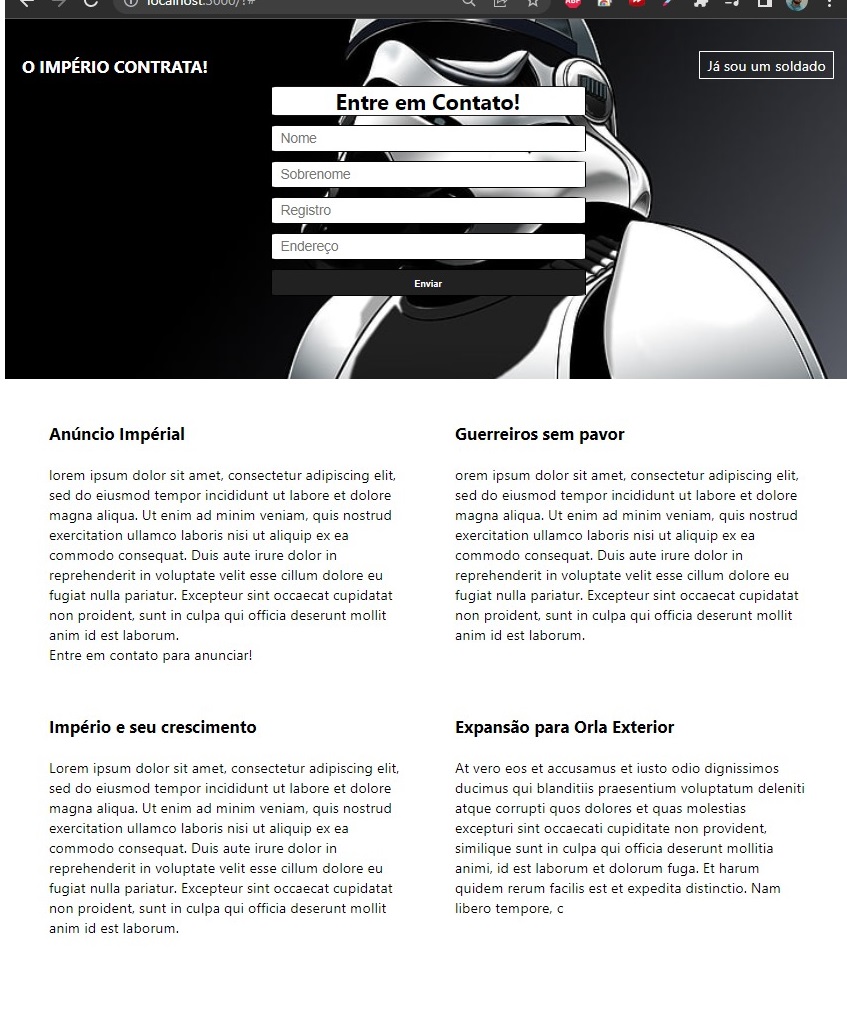 localhost:3000/?#
O IMPÉRIO CONTRATA!
Já sou um soldado
Entre em Contato!
Nome
Sobrenome
Registro
Endereço
Enviar
Anúncio Impérial
lorem ipsum dolor sit amet, consectetur adipiscing elit,
sed do eiusmod tempor incididunt ut labore et dolore
magna aliqua. Ut enim ad minim veniam, quis nostrud
exercitation ullamco laboris nisi ut aliquip ex ea
commodo consequat. Duis aute irure dolor in
reprehenderit in voluptate velit esse cillum dolore eu
fugiat nulla pariatur. Excepteur sint occaecat cupidatat
non proident, sunt in culpa qui officia deserunt mollit
anim id est laborum.
Entre em contato para anunciar!
Guerreiros sem pavor
orem ipsum dolor sit amet, consectetur adipiscing elit,
sed do eiusmod tempor incididunt ut labore et dolore
magna aliqua. Ut enim ad minim veniam, quis nostrud
exercitation ullamco laboris nisi ut aliquip ex ea
commodo consequat. Duis aute irure dolor in
reprehenderit in voluptate velit esse cillum dolore eu
fugiat nulla pariatur. Excepteur sint occaecat cupidatat
non proident, sunt in culpa qui officia deserunt mollit
anim id est laborum.
Império e seu crescimento
Lorem ipsum dolor sit amet, consectetur adipiscing elit,
sed do eiusmod tempor incididunt ut labore et dolore
magna aliqua. Ut enim ad minim veniam, quis nostrud
exercitation ullamco laboris nisi ut aliquip ex ea
commodo consequat. Duis aute irure dolor in
reprehenderit in voluptate velit esse cillum dolore eu
fugiat nulla pariatur. Excepteur sint occaecat cupidatat
non proident, sunt in culpa qui officia deserunt mollit
anim id est laborum.
Expansão para Orla Exterior
At vero eos et accusamus et iusto odio dignissimos
ducimus qui blanditiis praesentium voluptatum deleniti
atque corrupti quos dolores et quas molestias
excepturi sint occaecati cupiditate non provident,
similique sunt in culpa qui officia deserunt mollitia
animi, id est laborum et dolorum fuga. Et harum
quidem rerum facilis est et expedita distinctio. Nam
libero tempore, c